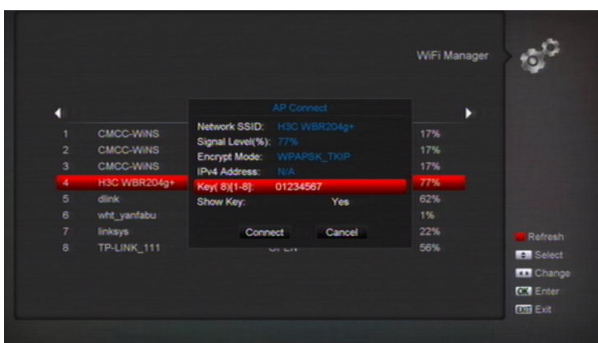 WiFi Manager
AP Connect
Network SSID: H3C WBR204g+
Signal Level(%): 77%
Encrypt Mode: WPAPSK_TKIP
IPv4 Address: N/A
Key( 8)[1-8]: 01234567
Show Key: Yes
Connect Cancel
1 CMCC-WiNS 17%
2 CMCC-WiNS 17%
3 CMCC-WiNS 17%
4 H3C WBR204g+ 77%
5 dlink 62%
6 wht_yanfabu 1%
7 linksys 22%
8 TP-LINK_111 56%
Refresh
Select
Change
OK Enter
EXIT Exit